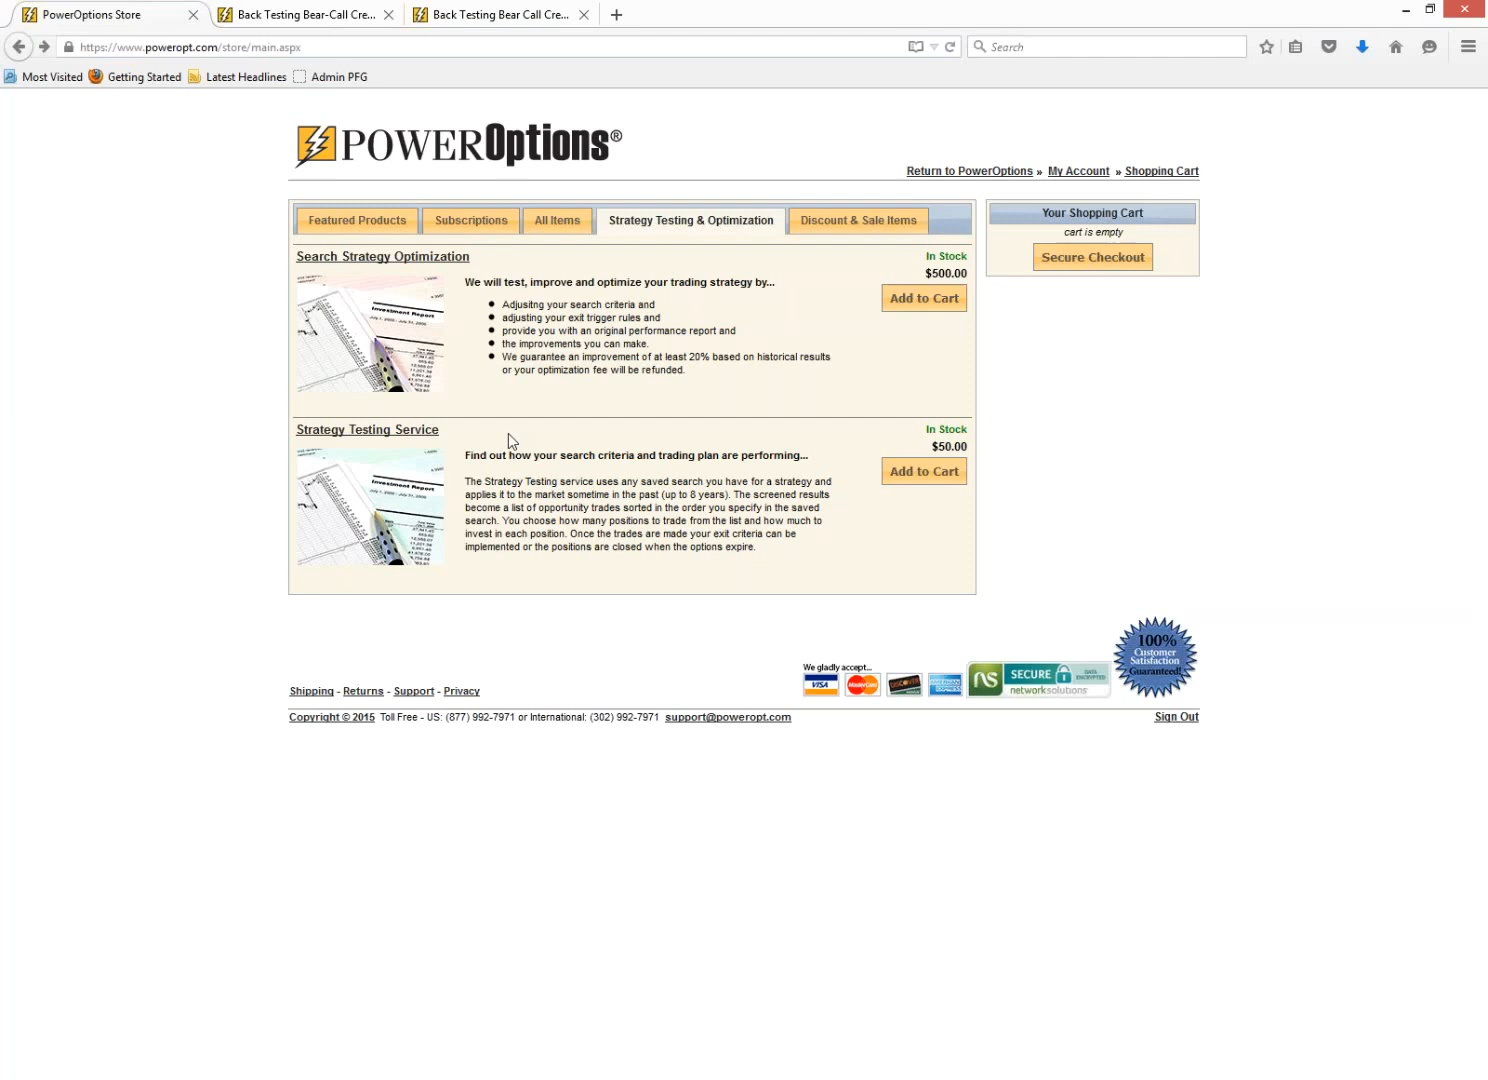 PowerOptions Store
Back Testing Bear-Call Cre...
Back Testing Bear Call Cre...
https://www.poweropt.com/store/main.aspx
Search
Most Visited
Getting Started
Latest Headlines
Admin PFG
POWEROptions®
Return to PowerOptions » My Account » Shopping Cart
Featured Products
Subscriptions
All Items
Strategy Testing & Optimization
Discount & Sale Items
Your Shopping Cart
cart is empty
Secure Checkout
Search Strategy Optimization
In Stock
$500.00
Add to Cart
Investment Report
We will test, improve and optimize your trading strategy by...
Adjusitng your search criteria and
adjusting your exit trigger rules and
provide you with an original performance report and
the improvements you can make.
We guarantee an improvement of at least 20% based on historical results
or your optimization fee will be refunded.
Strategy Testing Service
In Stock
$50.00
Add to Cart
Investment Report
Find out how your search criteria and trading plan are performing...
The Strategy Testing service uses any saved search you have for a strategy and
applies it to the market sometime in the past (up to 8 years). The screened results
become a list of opportunity trades sorted in the order you specify in the saved
search. You choose how many positions to trade from the list and how much to
invest in each position. Once the trades are made your exit criteria can be
implemented or the positions are closed when the options expire.
We gladly accept...
VISA
MasterCard
DISCOVER
AMERICAN EXPRESS
SECURE
DATA ENCRYPTED
networksolutions
100%
Customer
Satisfaction
Guaranteed!
Shipping - Returns - Support - Privacy
Copyright © 2015 Toll Free - US: (877) 992-7971 or International: (302) 992-7971 support@poweropt.com
Sign Out